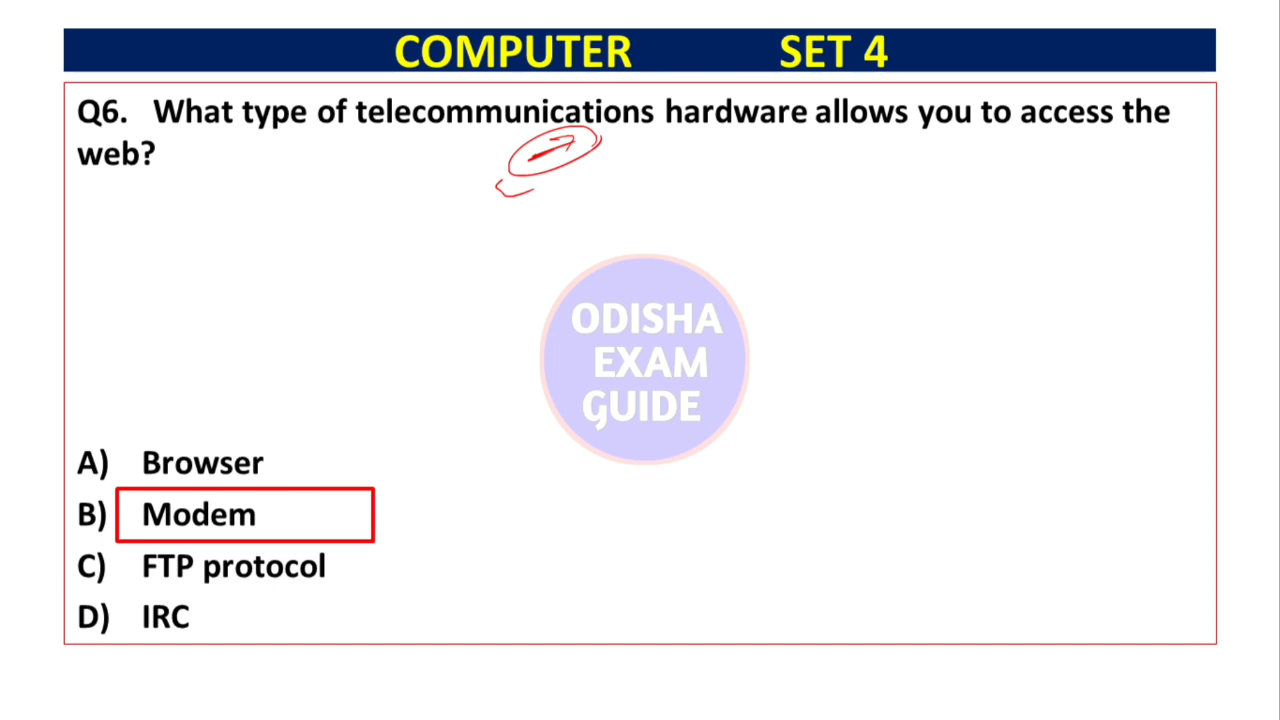 COMPUTER SET 4
Q6. What type of telecommunications hardware allows you to access the
web?
ODISHA
EXAM
GUIDE
A) Browser
B) Modem
C) FTP protocol
D) IRC